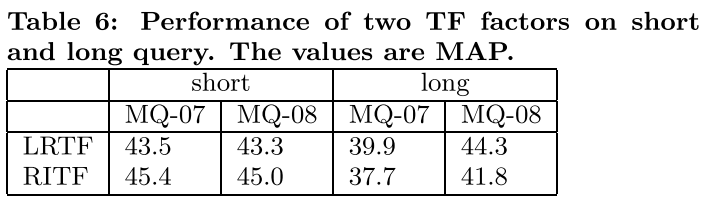 Table 6: Performance of two TF factors on short
and long query. The values are MAP.
short long
MQ-07 MQ-08 MQ-07 MQ-08
LRTF 43.5 43.3 39.9 44.3
RITF 45.4 45.0 37.7 41.8